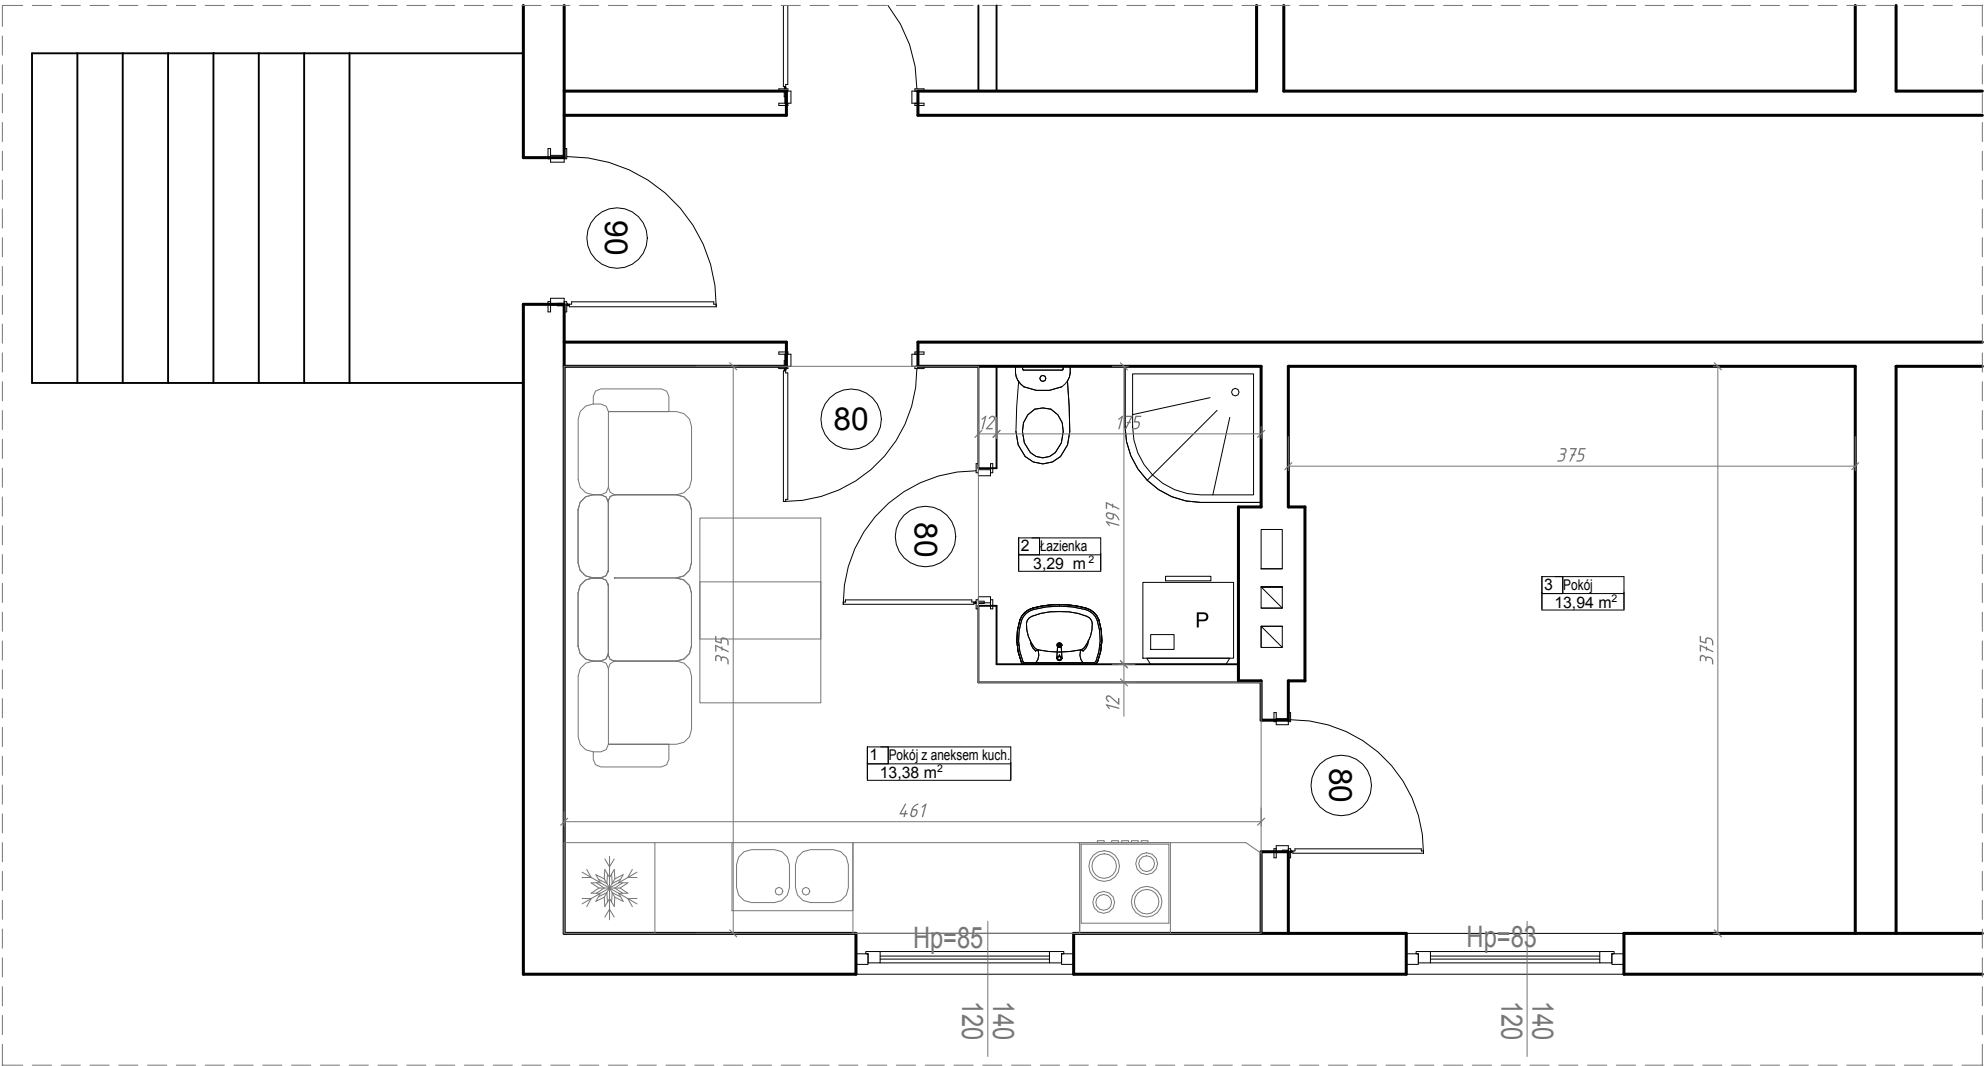 90
80
12
175
375
80
197
2 Łazienka
3,29 m²
P
3 Pokój
13,94 m²
375
375
12
1 Pokój z aneksem kuch.
13,38 m²
80
461
Hp=85
Hp=83
140
120
140
120